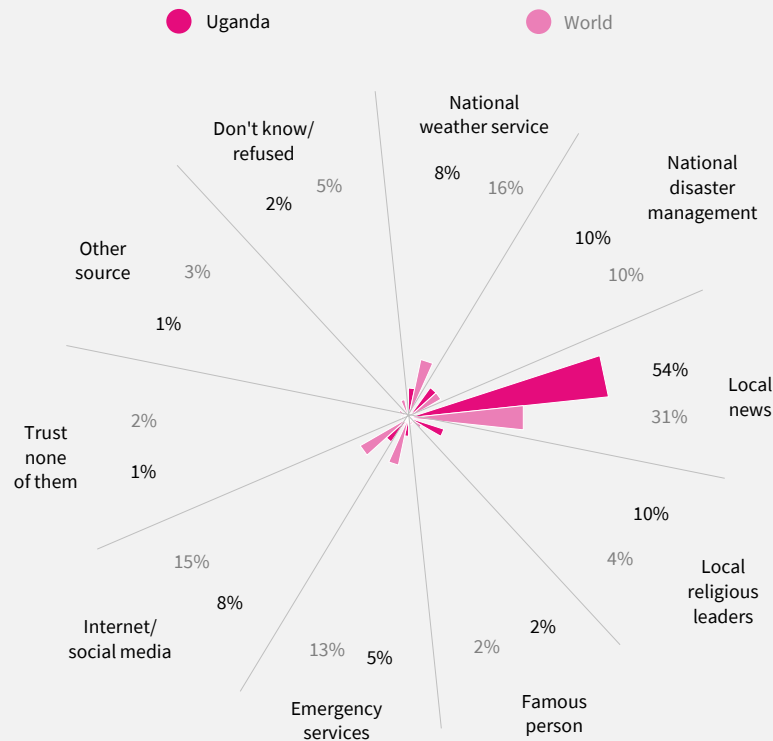 Uganda
World
National
weather service
8%
16%
National
disaster
management
10%
10%
54%
31%
Local
news
10%
4%
Local
religious
leaders
2%
2%
Famous
person
13%
5%
Emergency
services
15%
8%
Internet/
social media
2%
1%
Trust
none
of them
Other
source
3%
1%
Don't know/
refused
5%
2%